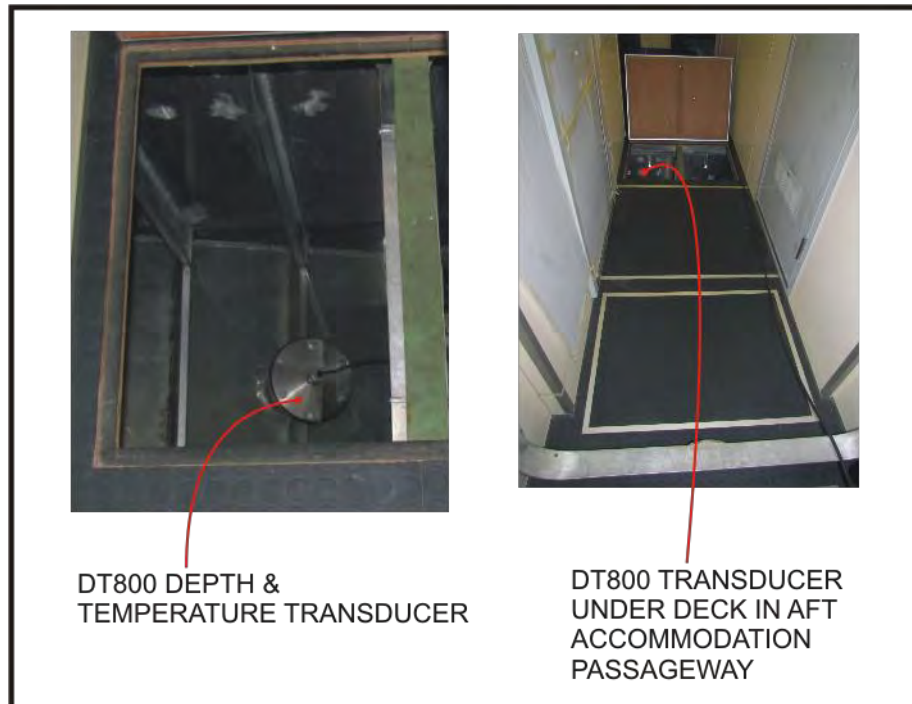 DT800 DEPTH &
TEMPERATURE TRANSDUCER
DT800 TRANSDUCER
UNDER DECK IN AFT
ACCOMMODATION
PASSAGEWAY